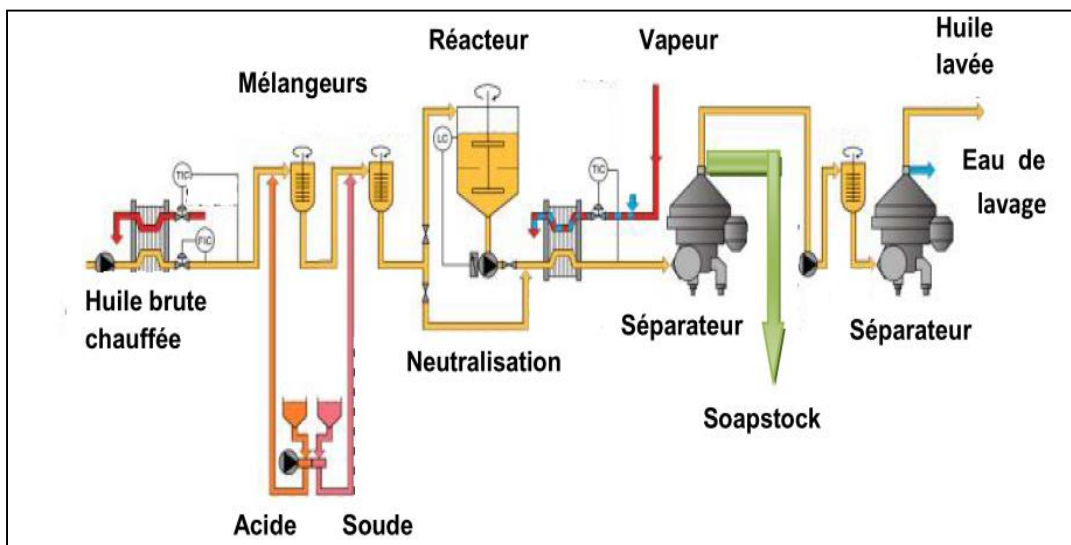 Réacteur
Vapeur
Huile
lavée
Mélangeurs
LC
TIC
TIC
FIC
Eau de
lavage
Huile brute
chauffée
Neutralisation
Séparateur
Séparateur
Soapstock
Acide
Soude